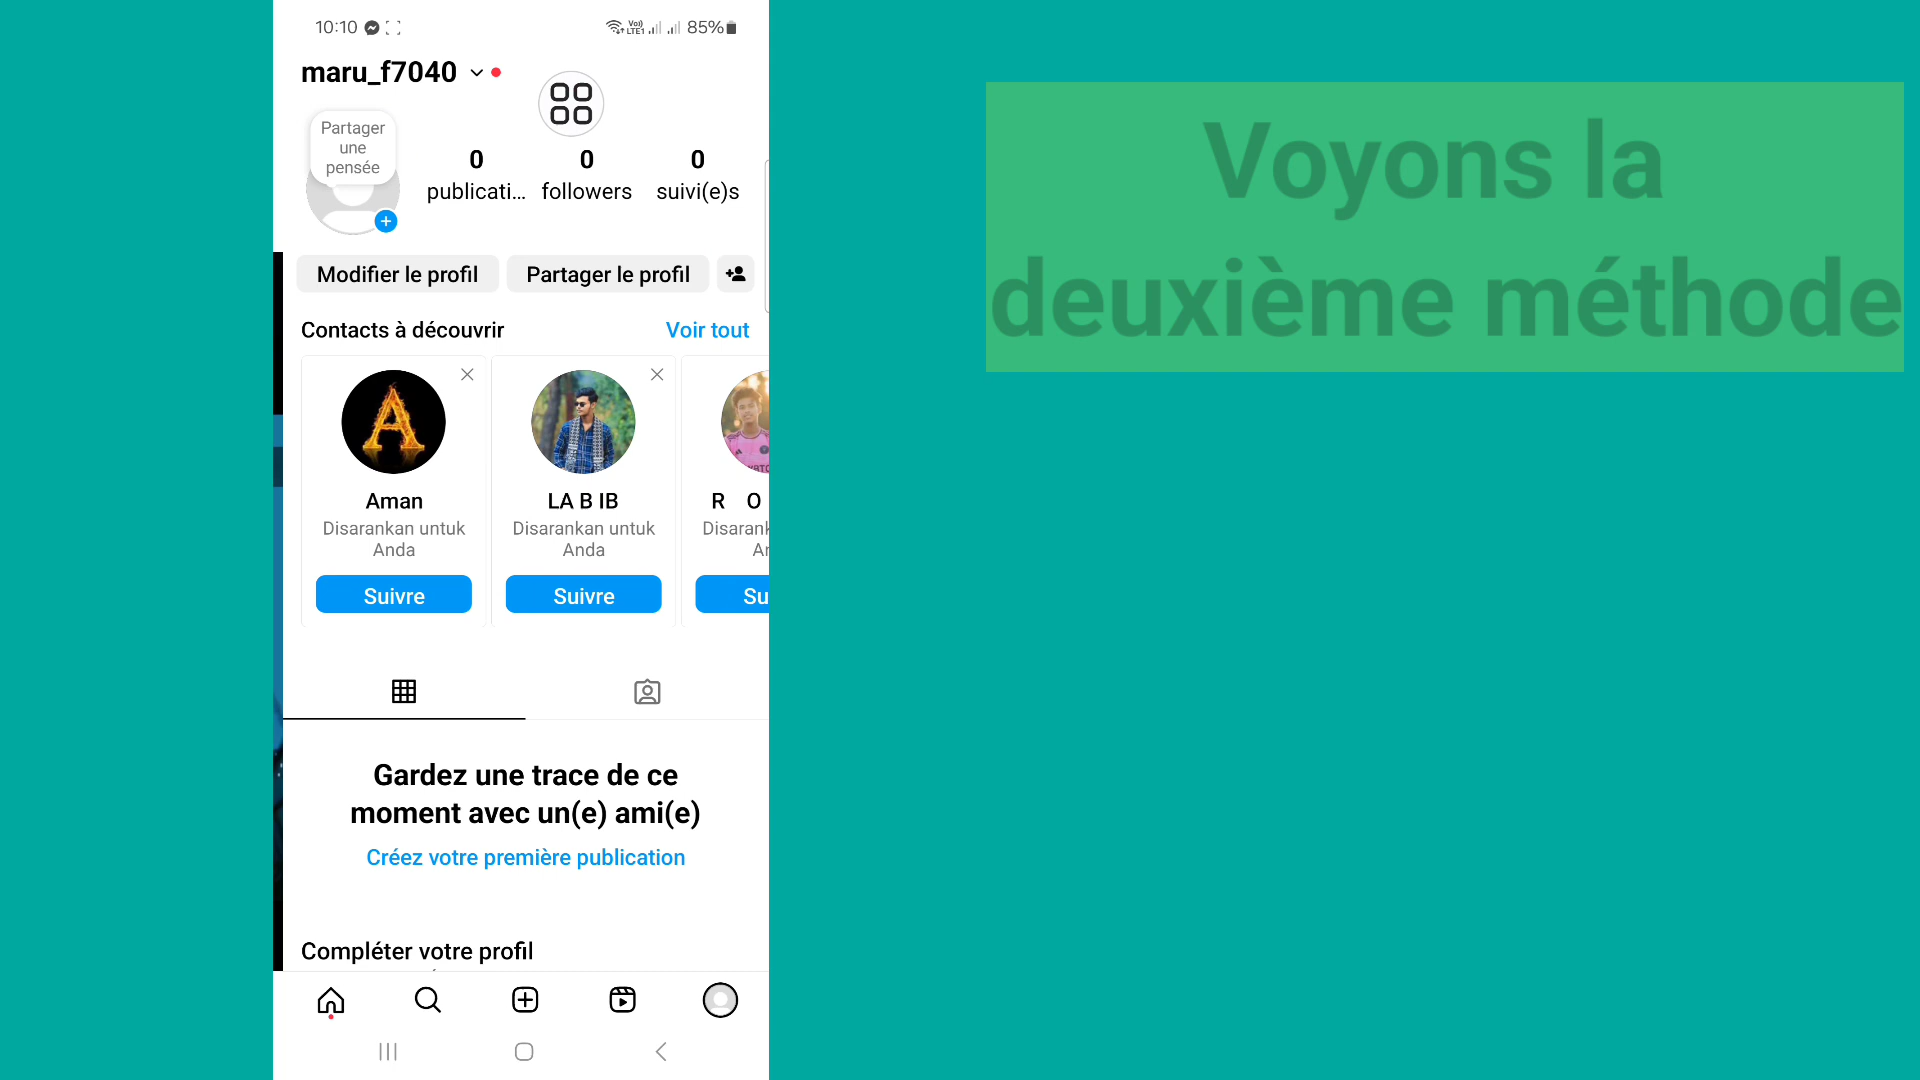 10:10
Vo))
LTE1
85%
maru_f7040
Partager
une
pensée
0
0
0
publicati...
followers
suivi(e)s
Modifier le profil
Partager le profil
Contacts à découvrir
Voir tout
A
Aman
Disarankan untuk
Anda
Suivre
LA B IB
Disarankan untuk
Anda
Suivre
R O
Gardez une trace de ce
moment avec un(e) ami(e)
Créez votre première publication
Compléter votre profil
Voyons la
deuxième méthode